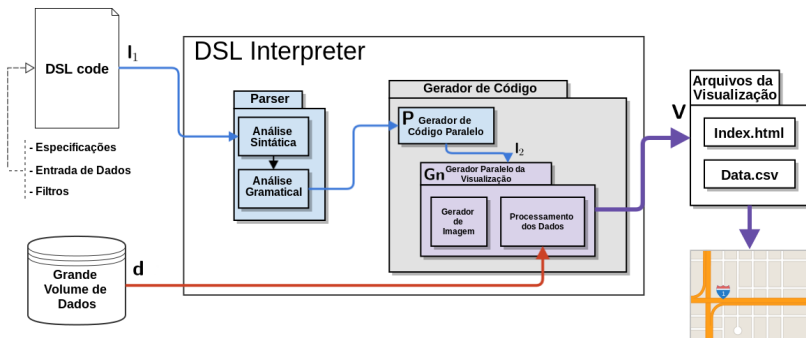 DSL code
I1
- Especificações
- Entrada de Dados
- Filtros
Grande
Volume de
Dados
d
DSL Interpreter
Parser
Análise
Sintática
Análise
Gramatical
Gerador de Código
P
Gerador de
Código Paralelo
I2
Gn
Gerador Paralelo da
Visualização
Gerador
de
Imagem
Processamento
dos Dados
V
Arquivos da
Visualização
Index.html
Data.csv